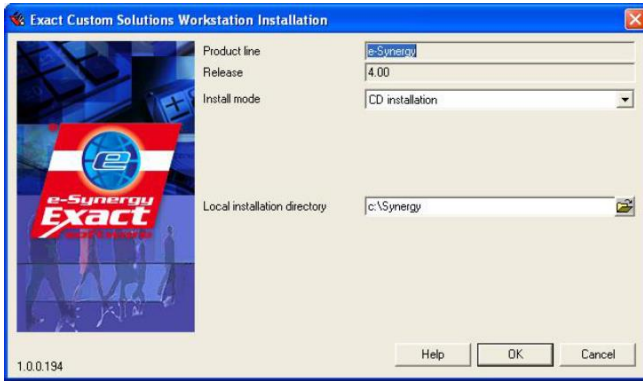 Exact Custom Solutions Workstation Installation
Product line
e-Synergy
Release
4.00
Install mode
CD installation
Local installation directory
c:\Synergy
e
e-Synergy
Exact
Help
OK
Cancel
1.0.0.194